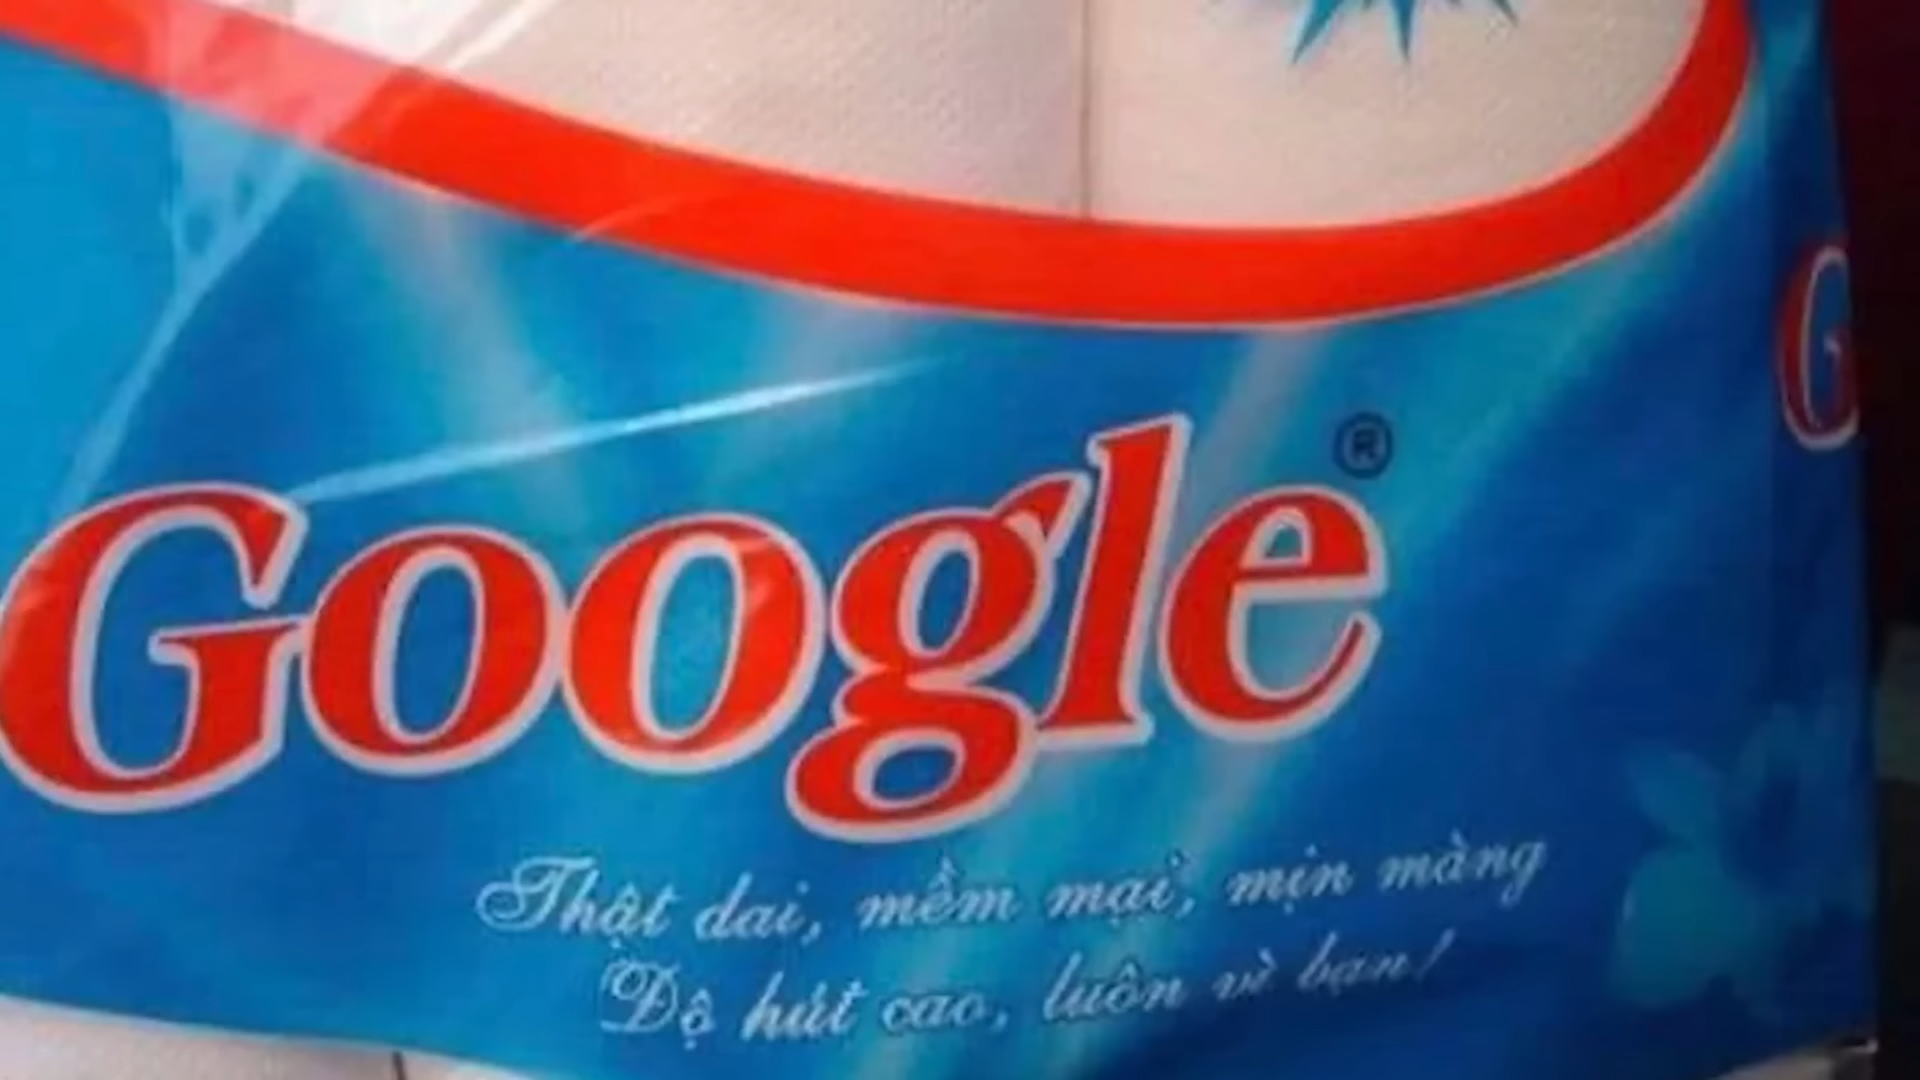 Google ®
Thật dai, mềm mại, mịn màng
Độ hút cao, luôn vì bạn!
G